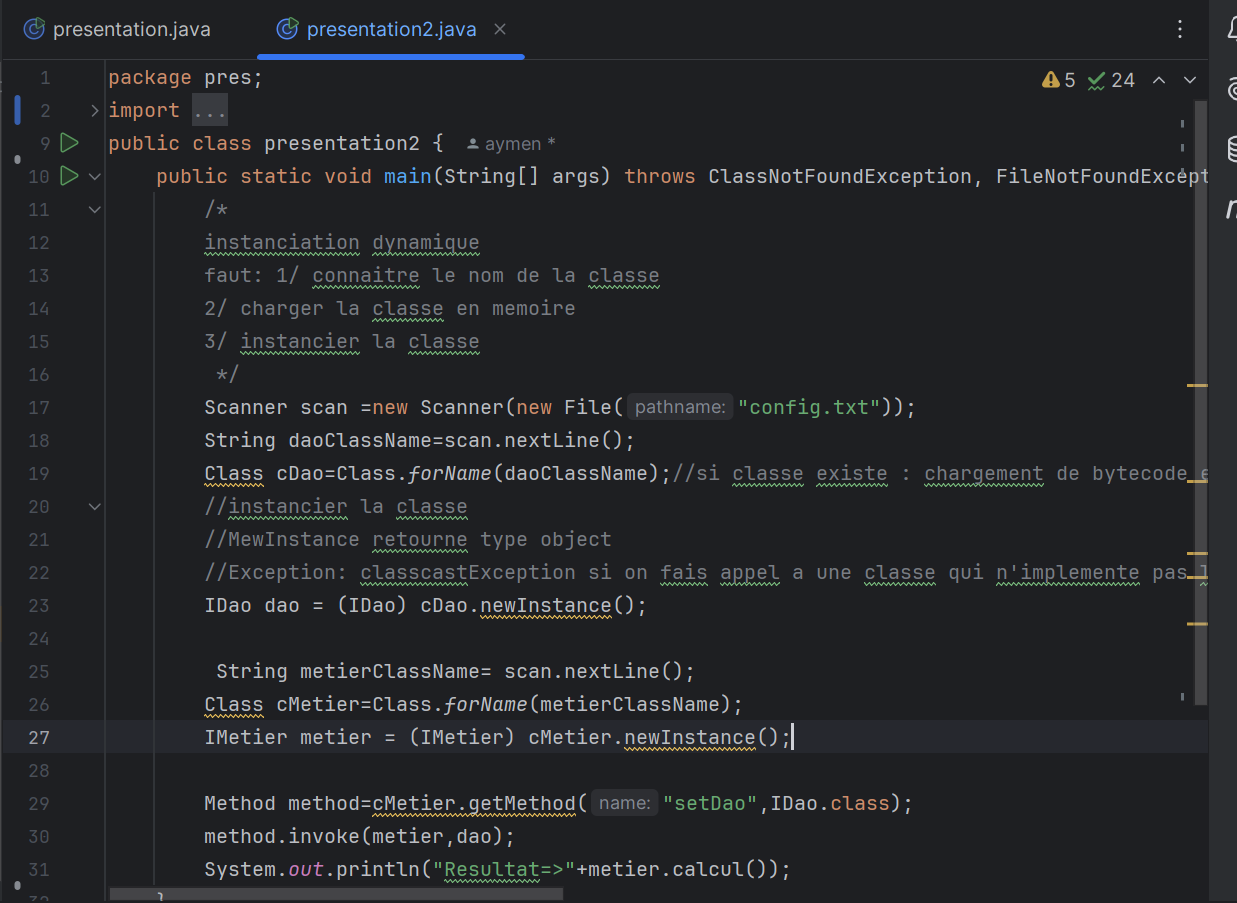 presentation.java
presentation2.java
5 24
1 package pres;
2 import ...
9 public class presentation2 { aymen *
10 public static void main(String[] args) throws ClassNotFoundException, FileNotFoundExcept
11 /*
12 instanciation dynamique
13 faut: 1/ connaitre le nom de la classe
14 2/ charger la classe en memoire
15 3/ instancier la classe
16 */
17 Scanner scan =new Scanner(new File( pathname: "config.txt"));
18 String daoClassName=scan.nextLine();
19 Class cDao=Class.forName(daoClassName);//si classe existe : chargement de bytecode
20 //instancier la classe
21 //MewInstance retourne type object
22 //Exception: classcastException si on fais appel a une classe qui n'implemente pas
23 IDao dao = (IDao) cDao.newInstance();
24
25 String metierClassName= scan.nextLine();
26 Class cMetier=Class.forName(metierClassName);
27 IMetier metier = (IMetier) cMetier.newInstance();
28
29 Method method=cMetier.getMethod( name: "setDao",IDao.class);
30 method.invoke(metier,dao);
31 System.out.println("Resultat=>"+metier.calcul());